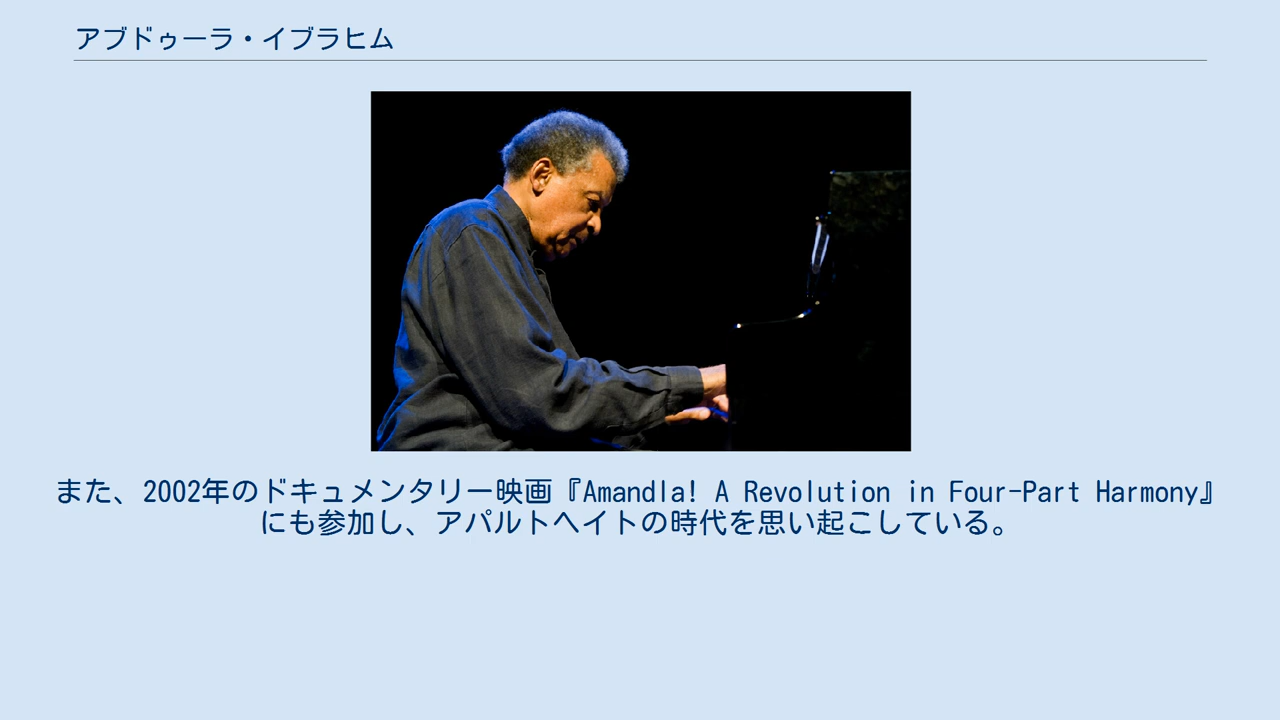 アブドゥーラ・イブラヒム
また、2002年のドキュメンタリー映画『Amandla! A Revolution in Four-Part Harmony』
にも参加し、アパルトヘイトの時代を思い起こしている。